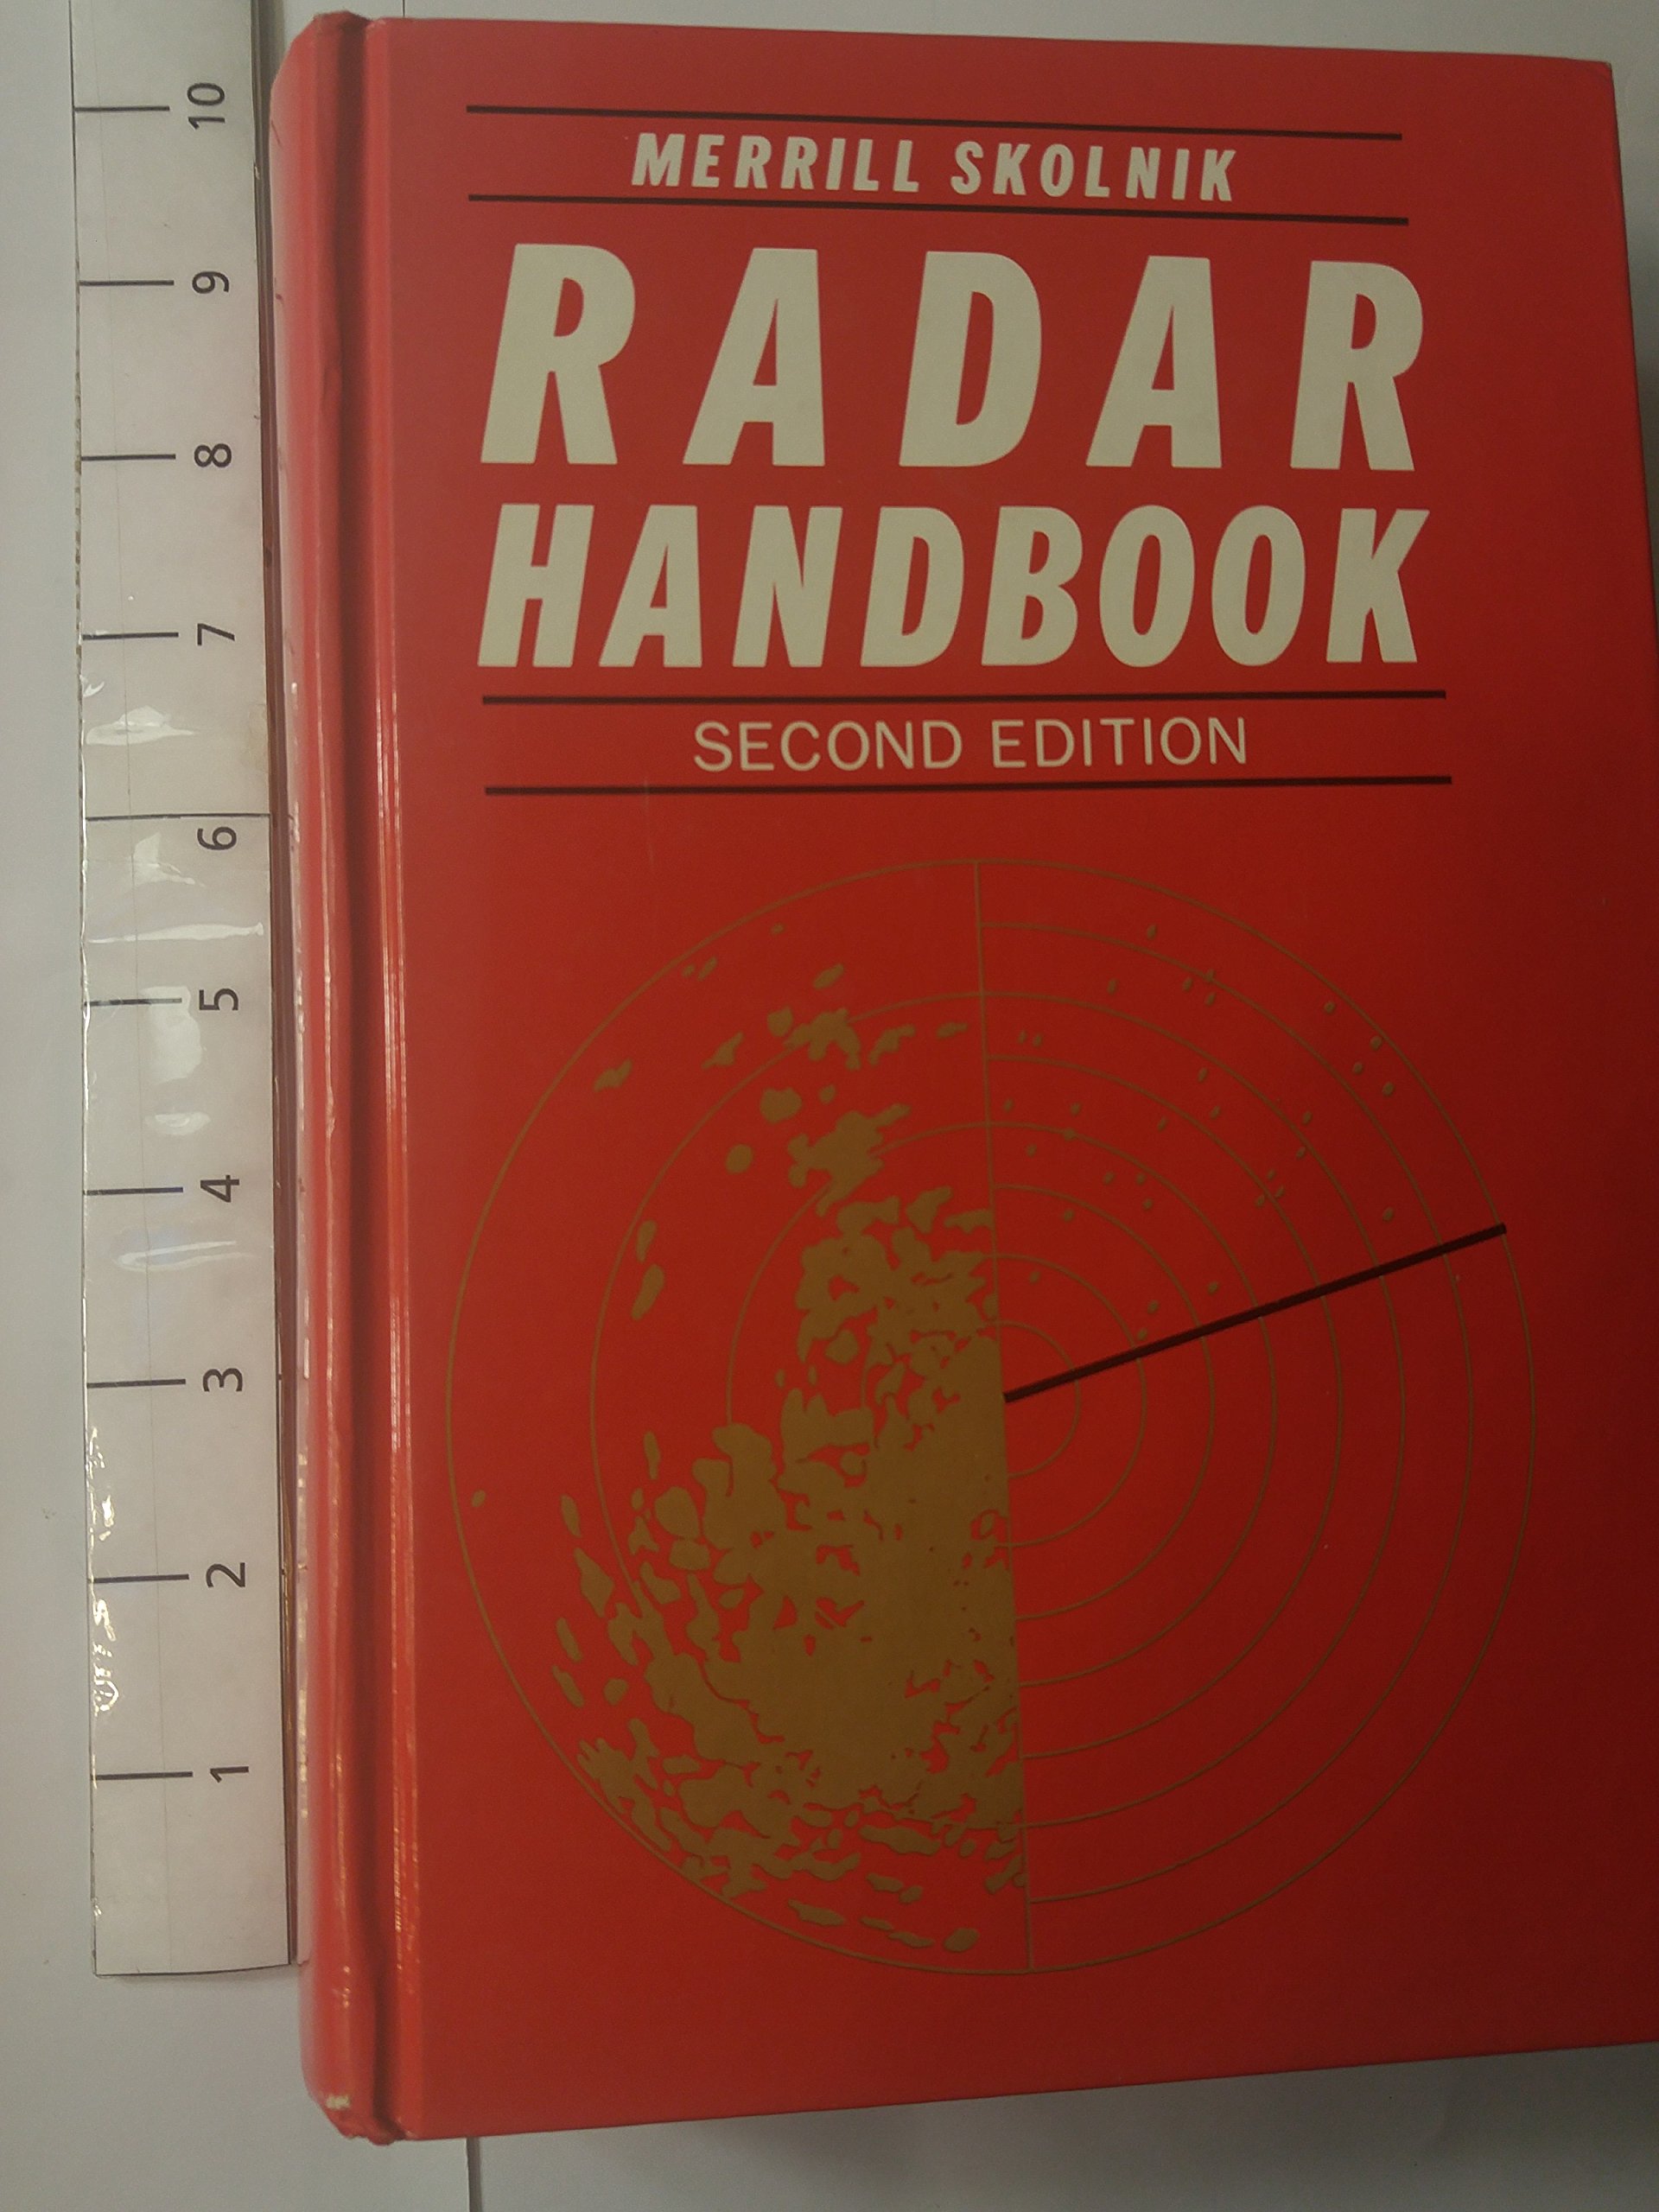 MERRILL SKOLNIK
RADAR
HANDBOOK
SECOND EDITION
10
9
8
7
6
5
4
3
2
1